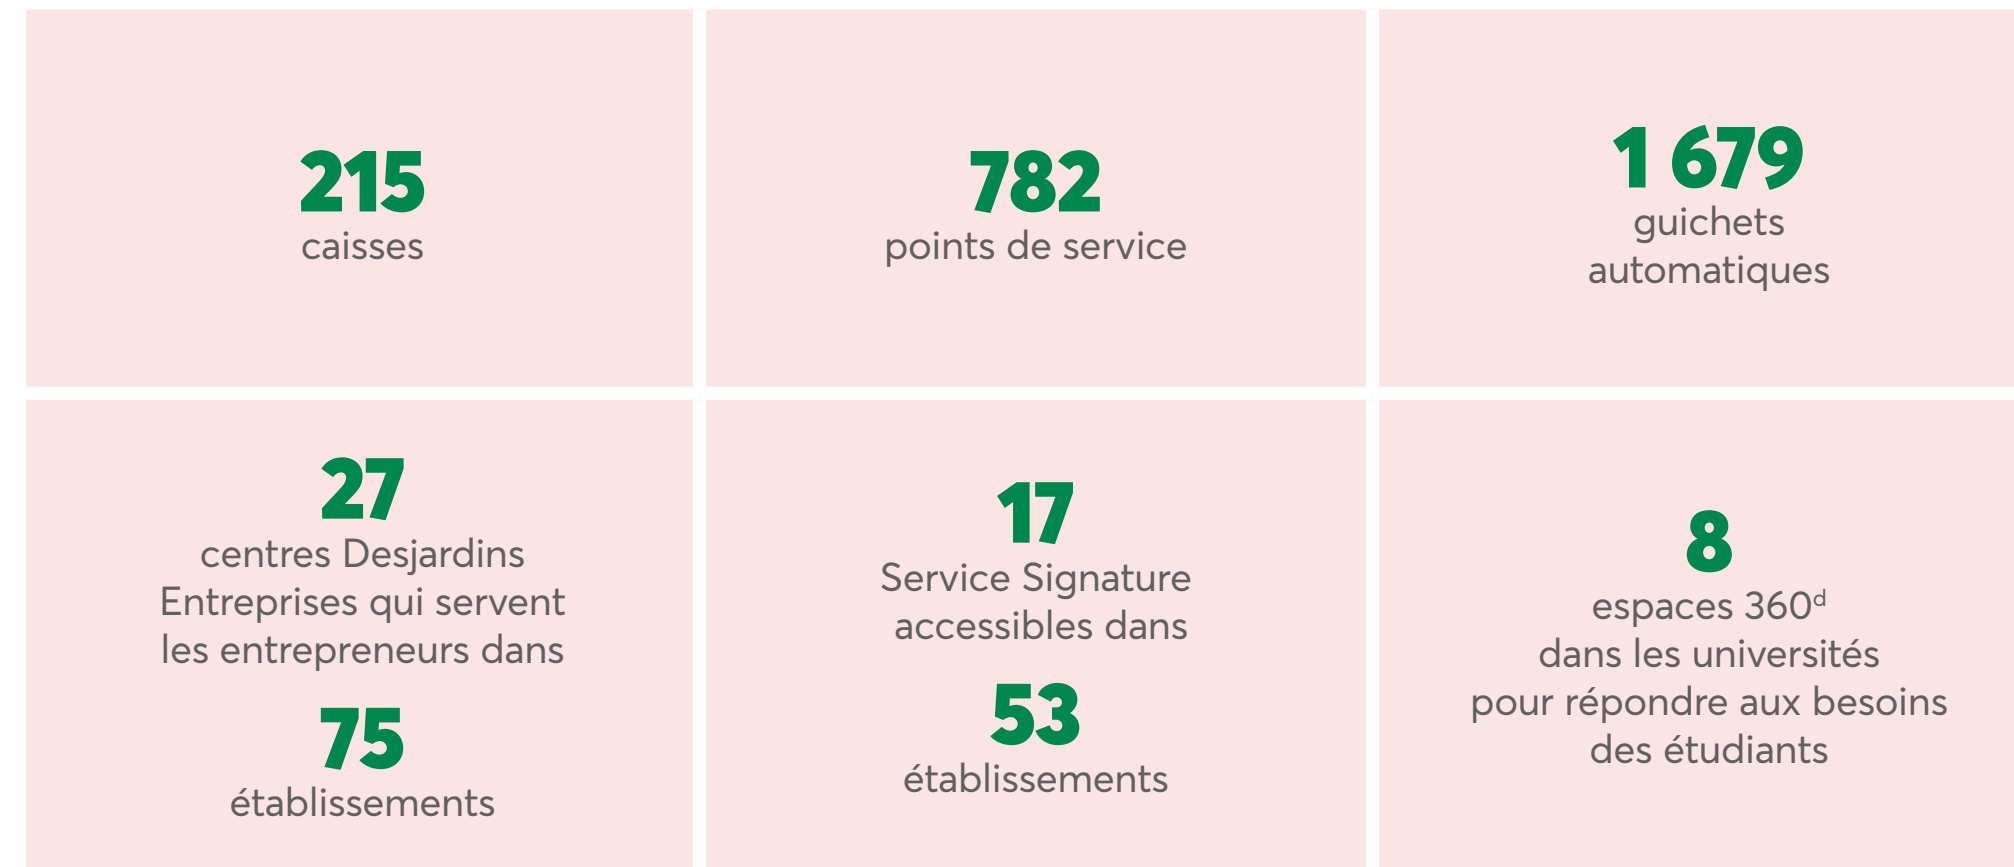 215
caisses
782
points de service
1 679
guichets
automatiques
27
centres Desjardins
Entreprises qui servent
les entrepreneurs dans
75
établissements
17
Service Signature
accessibles dans
53
établissements
8
espaces 360ᵈ
dans les universités
pour répondre aux besoins
des étudiants